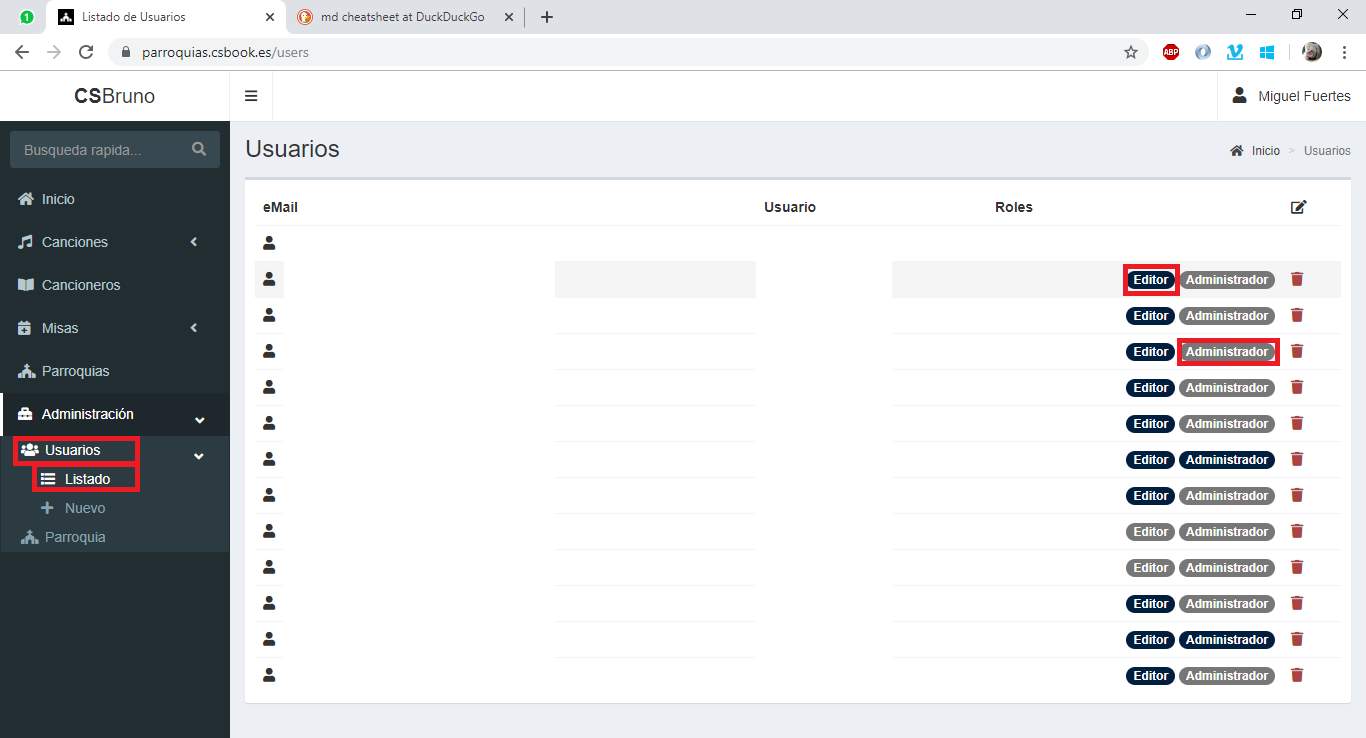 1
Listado de Usuarios
md cheatsheet at DuckDuckGo
parroquias.csbook.es/users
ABP
CSBruno
Miguel Fuertes
Busqueda rapida...
Usuarios
Inicio > Usuarios
Inicio
Canciones
Cancioneros
Misas
Parroquias
Administración
Usuarios
Listado
Nuevo
Parroquia
eMail Usuario Roles
Editor Administrador
Editor Administrador
Editor Administrador
Editor Administrador
Editor Administrador
Editor Administrador
Editor Administrador
Editor Administrador
Editor Administrador
Editor Administrador
Editor Administrador
Editor Administrador